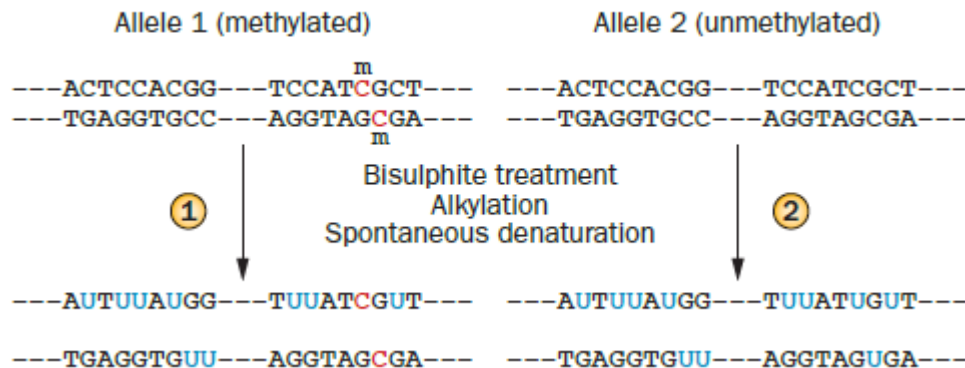 Allele 1 (methylated) Allele 2 (unmethylated)
m
---ACTCCACGG---TCCATCGCT--- ---ACTCCACGG---TCCATCGCT---
---TGAGGTGCC---AGGTAGCGA--- ---TGAGGTGCC---AGGTAGCGA---
m
Bisulphite treatment
1 Alkylation 2
Spontaneous denaturation
---AUTUUAUGG---TUUATCGUT--- ---AUTUUAUGG---TUUATUGUT---
---TGAGGTGUU---AGGTAGCGA--- ---TGAGGTGUU---AGGTAGUGA---